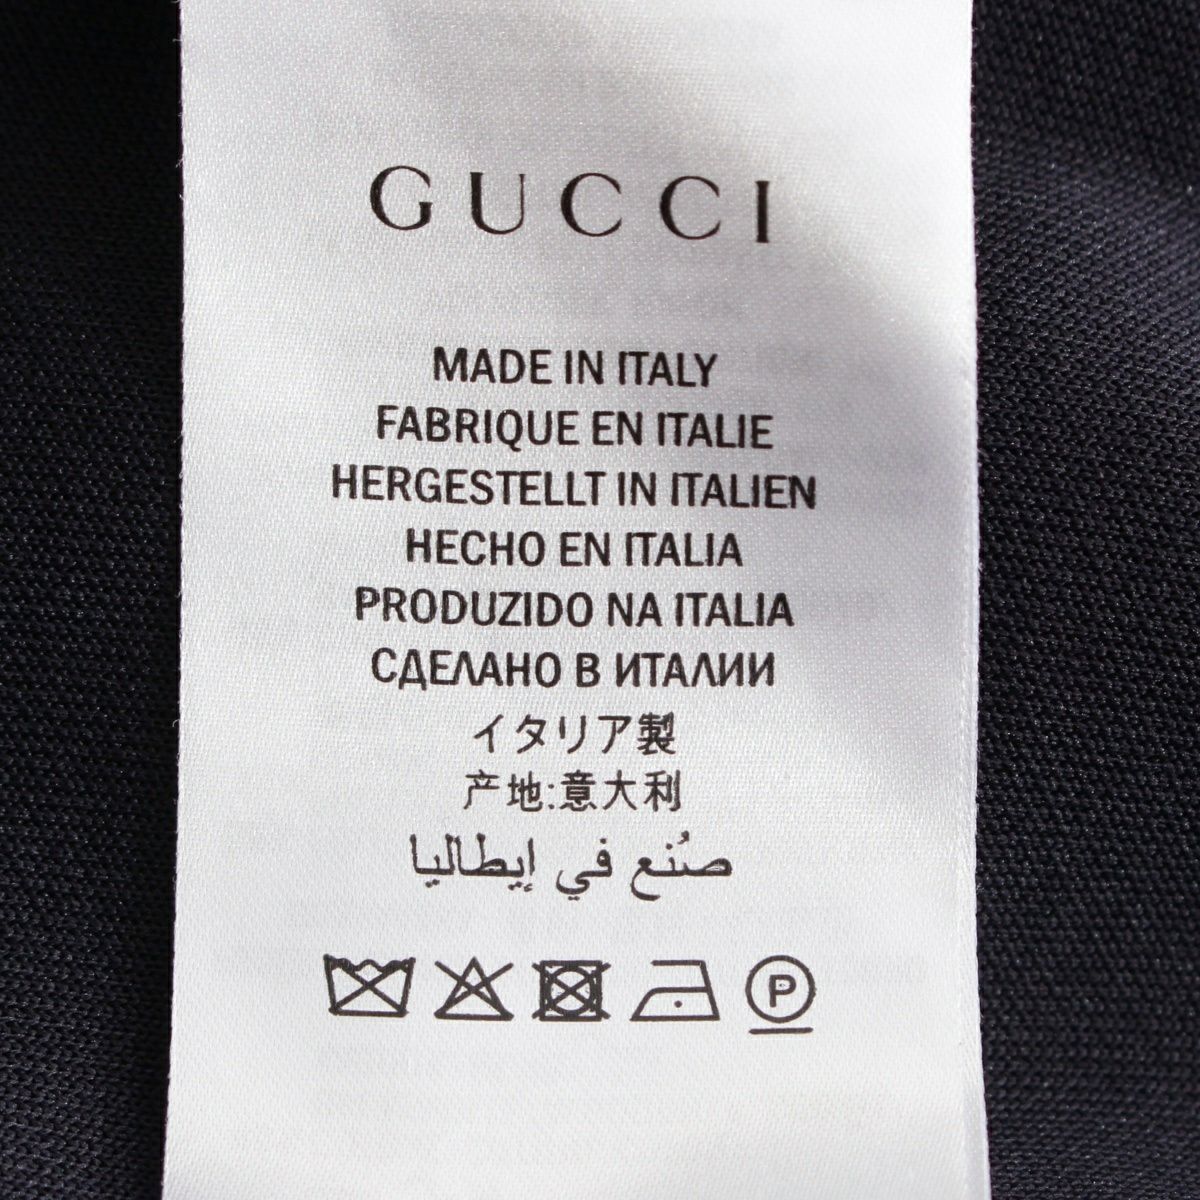 GUCCI
MADE IN ITALY
FABRIQUE EN ITALIE
HERGESTELLT IN ITALIEN
HECHO EN ITALIA
PRODUZIDO NA ITALIA
СДЕЛАНО В ИТАЛИИ
イタリア製
产地:意大利
صُنع في إيطاليا
P